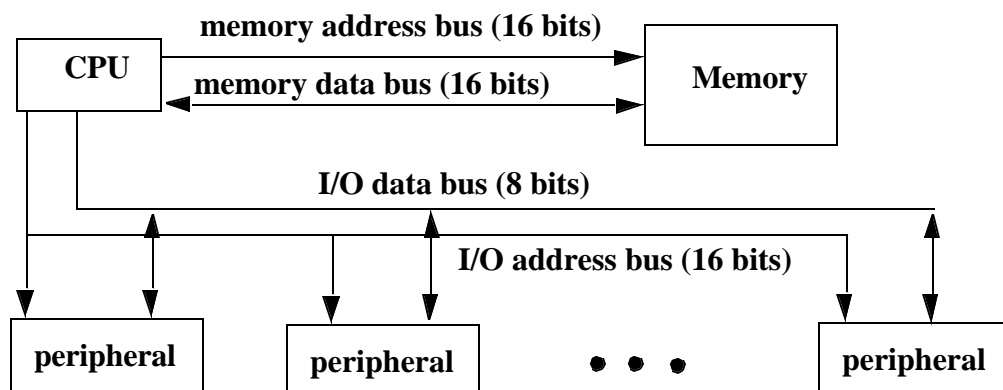 memory address bus (16 bits)
CPU
memory data bus (16 bits)
Memory
I/O data bus (8 bits)
I/O address bus (16 bits)
peripheral
peripheral
peripheral